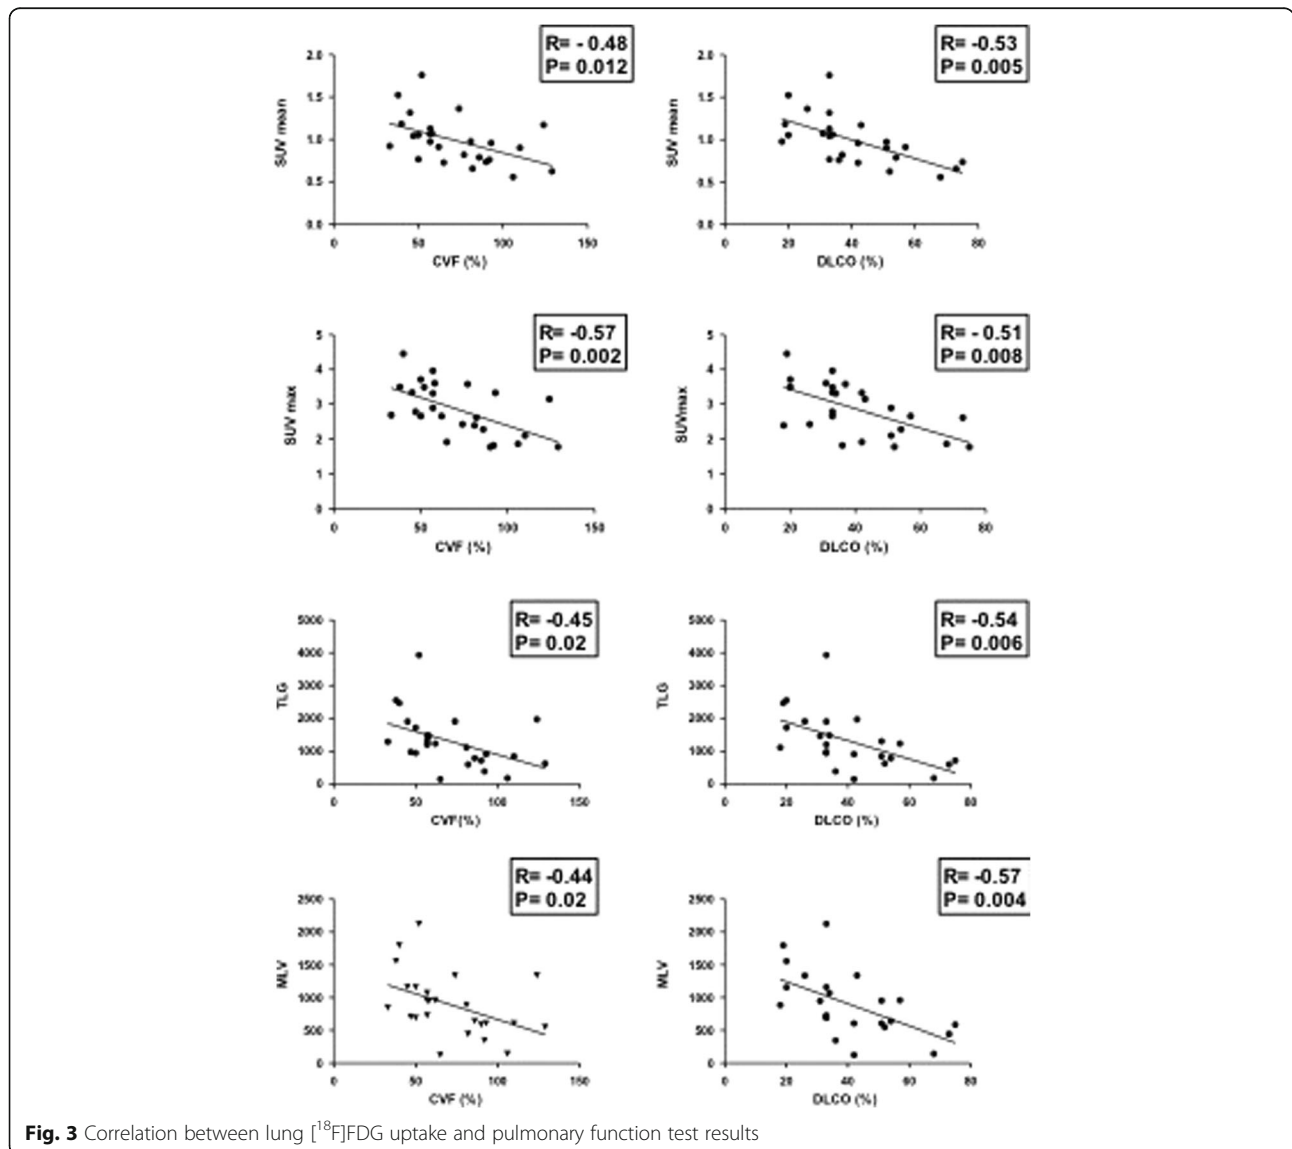 R= - 0.48
P= 0.012
2.0
1.5
1.0
0.5
0.0
SUV mean
0 50 100 150
CVF (%)
R= -0.53
P= 0.005
2.0
1.5
1.0
0.5
0.0
SUV mean
0 20 40 60 80
DLCO (%)
R= -0.57
P= 0.002
5
4
3
2
1
0
SUV max
0 50 100 150
CVF (%)
R= - 0.51
P= 0.008
5
4
3
2
1
0
SUVmax
0 20 40 60 80
DLCO (%)
R= -0.45
P= 0.02
5000
4000
3000
2000
1000
0
TLG
0 50 100 150
CVF(%)
R= -0.54
P= 0.006
5000
4000
3000
2000
1000
0
TLG
0 20 40 60 80
DLCO (%)
R= -0.44
P= 0.02
2500
2000
1500
1000
500
0
MLV
0 50 100 150
CVF (%)
R= -0.57
P= 0.004
2500
2000
1500
1000
500
0
MLV
0 20 40 60 80
DLCO (%)
Fig. 3 Correlation between lung [¹⁸F]FDG uptake and pulmonary function test results